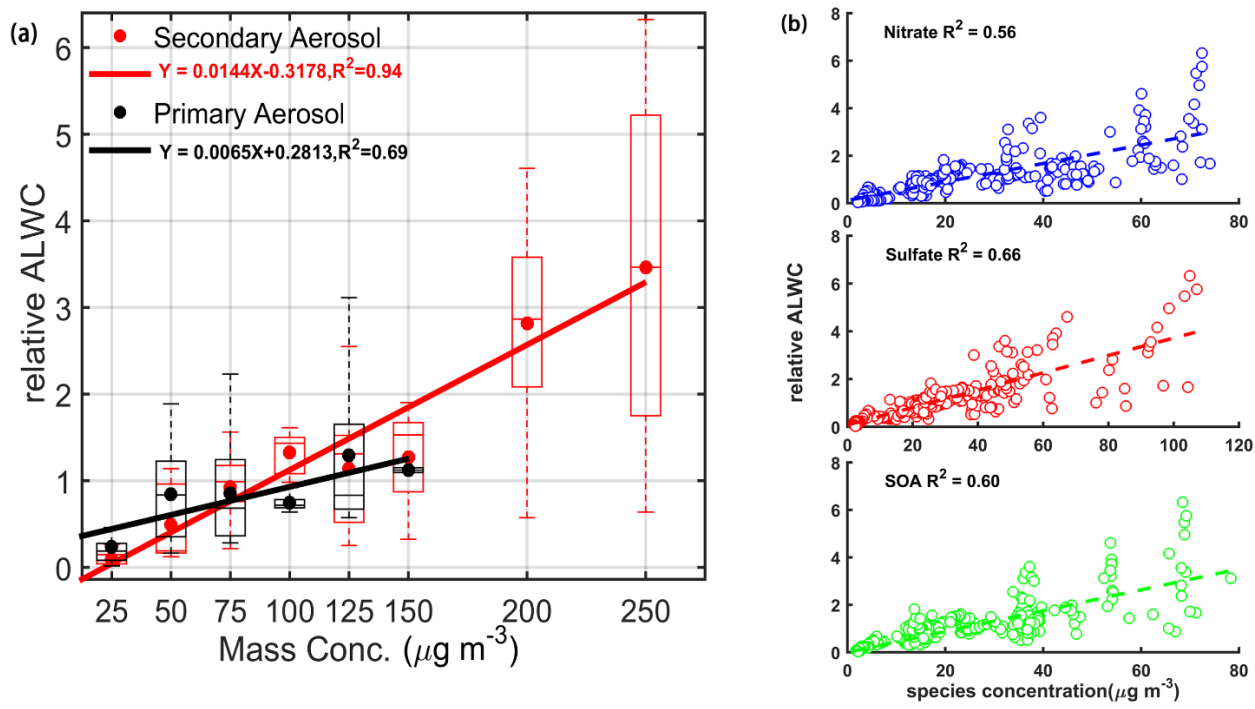 (a)
Secondary Aerosol
Y = 0.0144X-0.3178,R²=0.94
Primary Aerosol
Y = 0.0065X+0.2813,R²=0.69
relative ALWC
6
5
4
3
2
1
0
25 50 75 100 125 150 200 250
Mass Conc. (μg m⁻³)
(b)
Nitrate R² = 0.56
8
6
4
2
0
0 20 40 60 80
Sulfate R² = 0.66
relative ALWC
8
6
4
2
0
0 20 40 60 80 100 120
SOA R² = 0.60
8
6
4
2
0
0 20 40 60 80
species concentration(μg m⁻³)